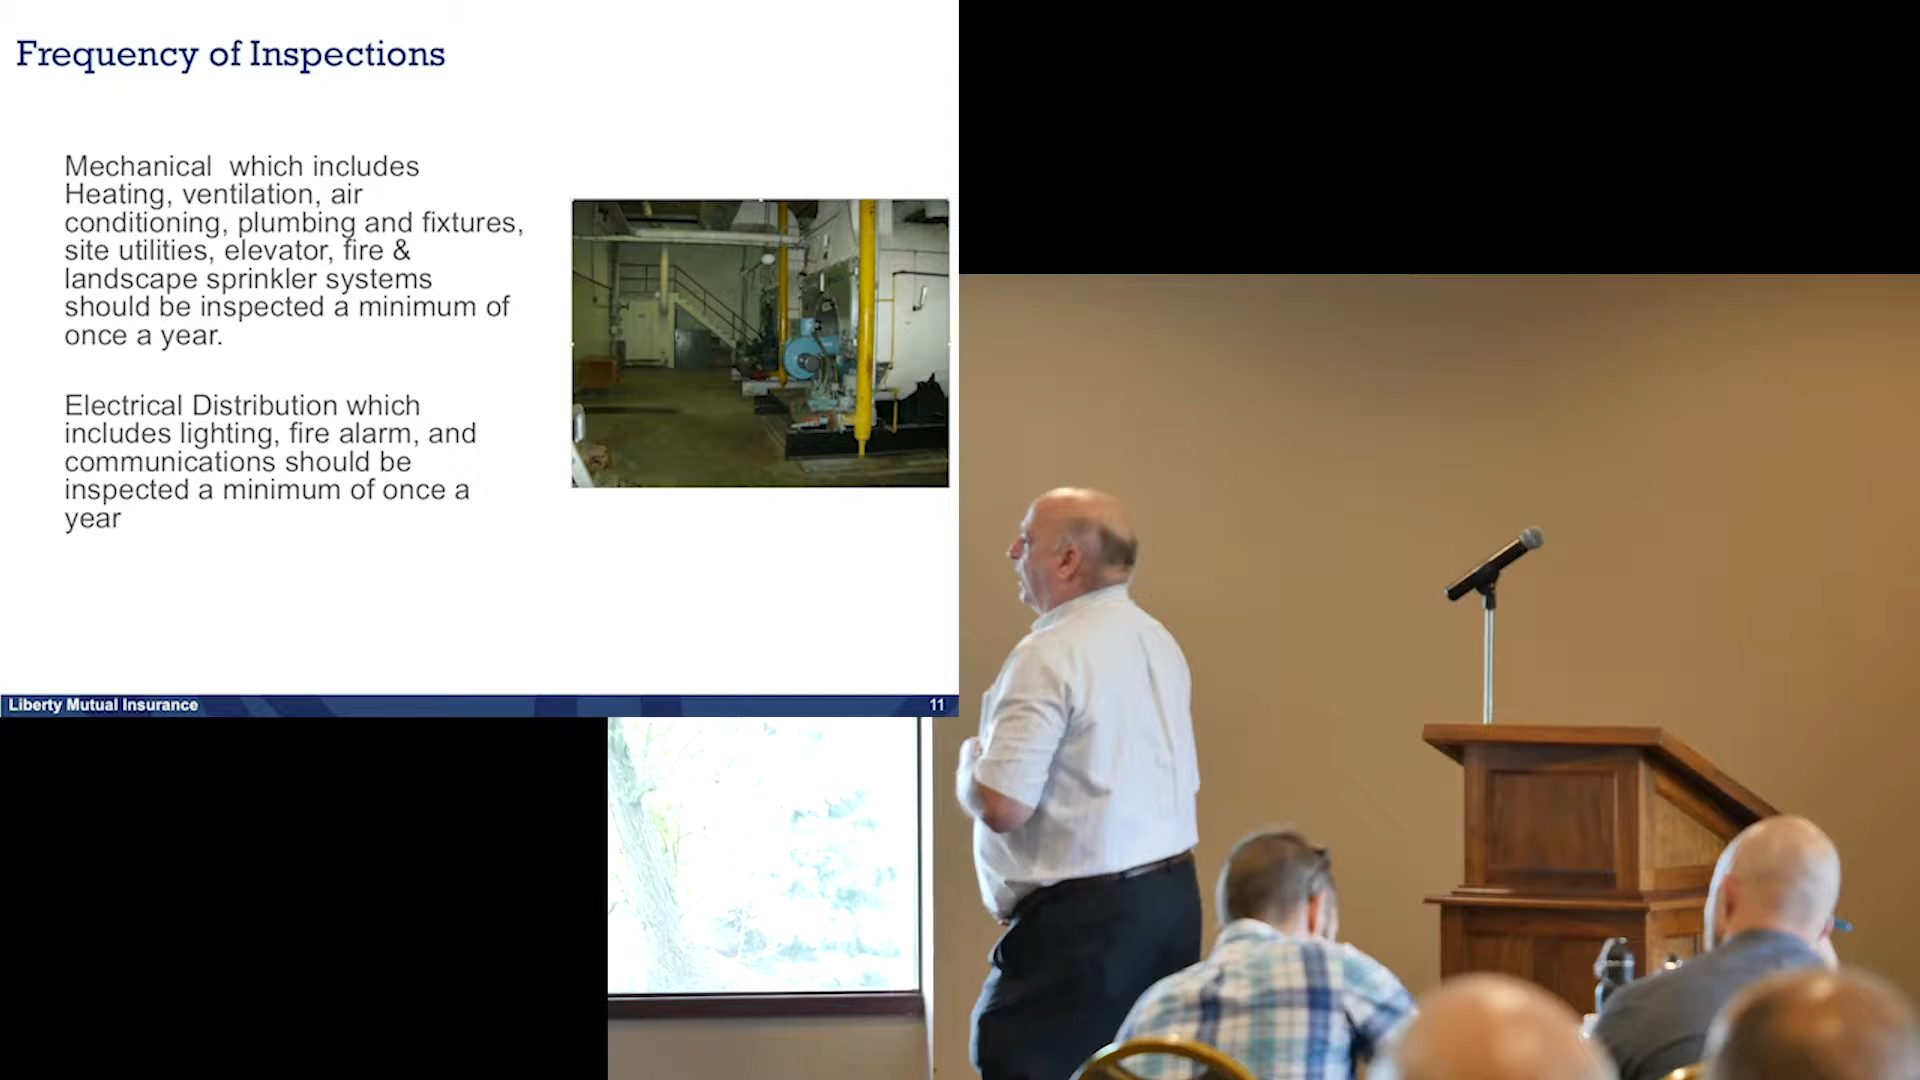 Frequency of Inspections
Mechanical  which includes
Heating, ventilation, air
conditioning, plumbing and fixtures,
site utilities, elevator, fire &
landscape sprinkler systems
should be inspected a minimum of
once a year.
Electrical Distribution which
includes lighting, fire alarm, and
communications should be
inspected a minimum of once a
year
Liberty Mutual Insurance
11